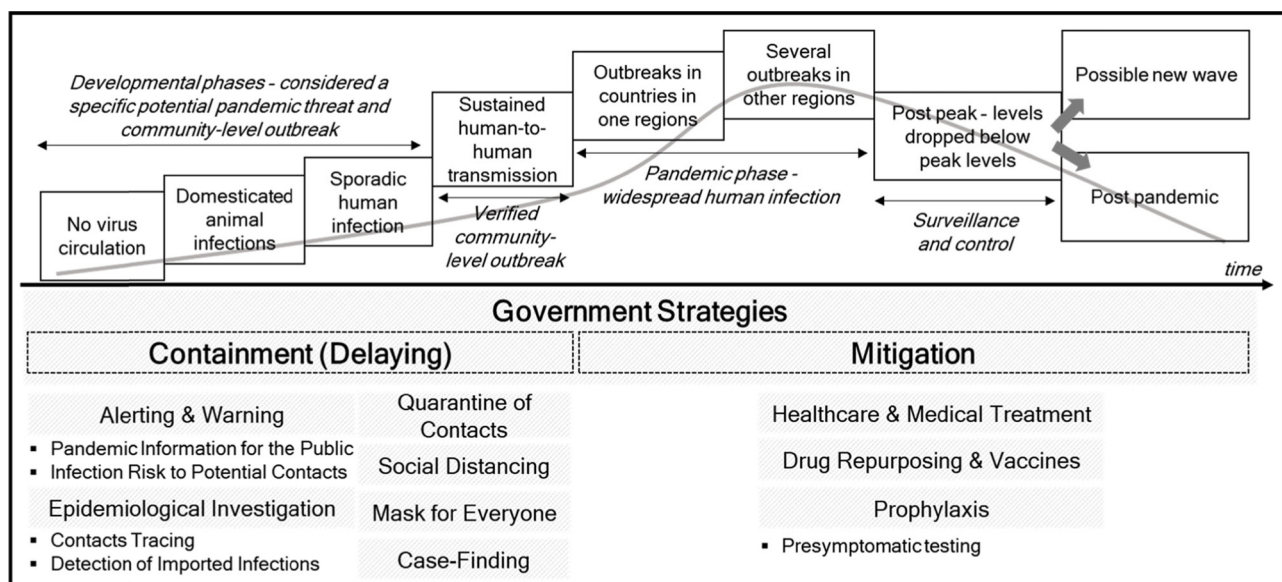 Developmental phases - considered a
specific potential pandemic threat and
community-level outbreak
No virus
circulation
Domesticated
animal
infections
Sporadic
human
infection
Sustained
human-to-
human
transmission
Verified
community-
level outbreak
Outbreaks in
countries in
one regions
Several
outbreaks in
other regions
Pandemic phase -
widespread human infection
Post peak - levels
dropped below
peak levels
Surveillance
and control
Possible new wave
Post pandemic
time
Government Strategies
Containment (Delaying)
Mitigation
Alerting & Warning
▪ Pandemic Information for the Public
▪ Infection Risk to Potential Contacts
Epidemiological Investigation
▪ Contacts Tracing
▪ Detection of Imported Infections
Quarantine of
Contacts
Social Distancing
Mask for Everyone
Case-Finding
Healthcare & Medical Treatment
Drug Repurposing & Vaccines
Prophylaxis
▪ Presymptomatic testing